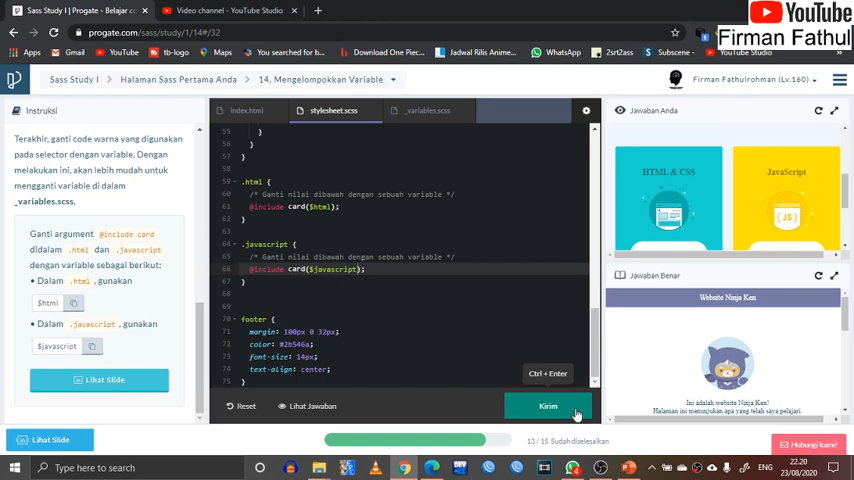 Sass Study I | Progate - Belajar co
Video channel - YouTube Studio
YouTube
Firman Fathul
progate.com/sass/study/1/14#/32
Apps
Gmail
YouTube
tb-logo
Maps
You searched for b...
Download One Piec...
Jadwal Rilis Anime...
WhatsApp
2srt2ass
Subscene -
Sass Study I
Halaman Sass Pertama Anda
14. Mengelompokkan Variable
Firman Fathulrohman (Lv.160)
Instruksi
Terakhir, ganti code warna yang digunakan
pada selector dengan variable. Dengan
melakukan ini, akan lebih mudah untuk
mengganti variable di dalam
_variables.scss.
Ganti argument @include card
didalam .html dan .javascript
dengan variable sebagai berikut:
• Dalam .html, gunakan
$html
• Dalam .javascript, gunakan
$javascript
Lihat Slide
Lihat Slide
index.html
stylesheet.scss
_variables.scss
55 }
56 }
57 }
58
59 .html {
60 /* Ganti nilai dibawah dengan sebuah variable */
61 @include card($html);
62 }
63
64 .javascript {
65 /* Ganti nilai dibawah dengan sebuah variable */
66 @include card($javascript);
67 }
68
69
70 footer {
71 margin: 100px 0 32px;
72 color: #2b546a;
73 font-size: 14px;
74 text-align: center;
75 }
Ctrl + Enter
Reset
Lihat Jawaban
Kirim
13 / 15 Sudah diselesaikan
Jawaban Anda
HTML & CSS
JavaScript
{JS}
Jawaban Benar
Website Ninja Ken
Ini adalah website Ninja Ken!
Halaman ini menunjukan apa yang telah saya pelajari.
Hubungi kami!
Type here to search
DEV
ENG
22.20
23/08/2020